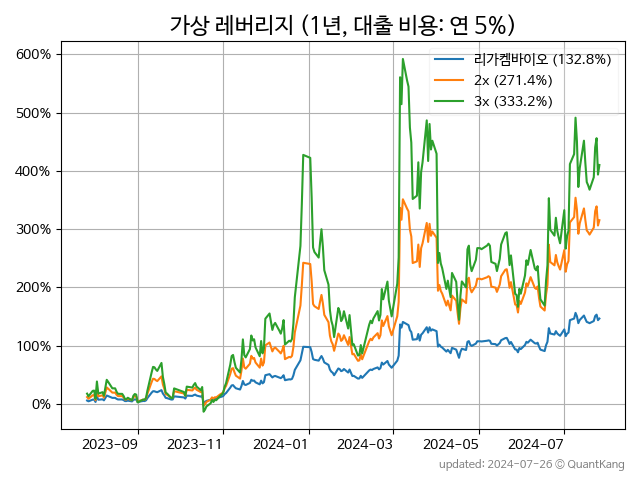 가상 레버리지 (1년, 대출 비용: 연 5%)
리가켐바이오 (132.8%)
2x (271.4%)
3x (333.2%)
600%
500%
400%
300%
200%
100%
0%
2023-09 2023-11 2024-01 2024-03 2024-05 2024-07
updated: 2024-07-26 © QuantKang